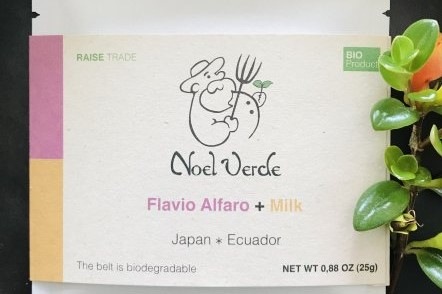 RAISE TRADE
BIO
Product
Noel Verde
Flavio Alfaro + Milk
Japan * Ecuador
The belt is biodegradable
NET WT 0,88 OZ (25g)